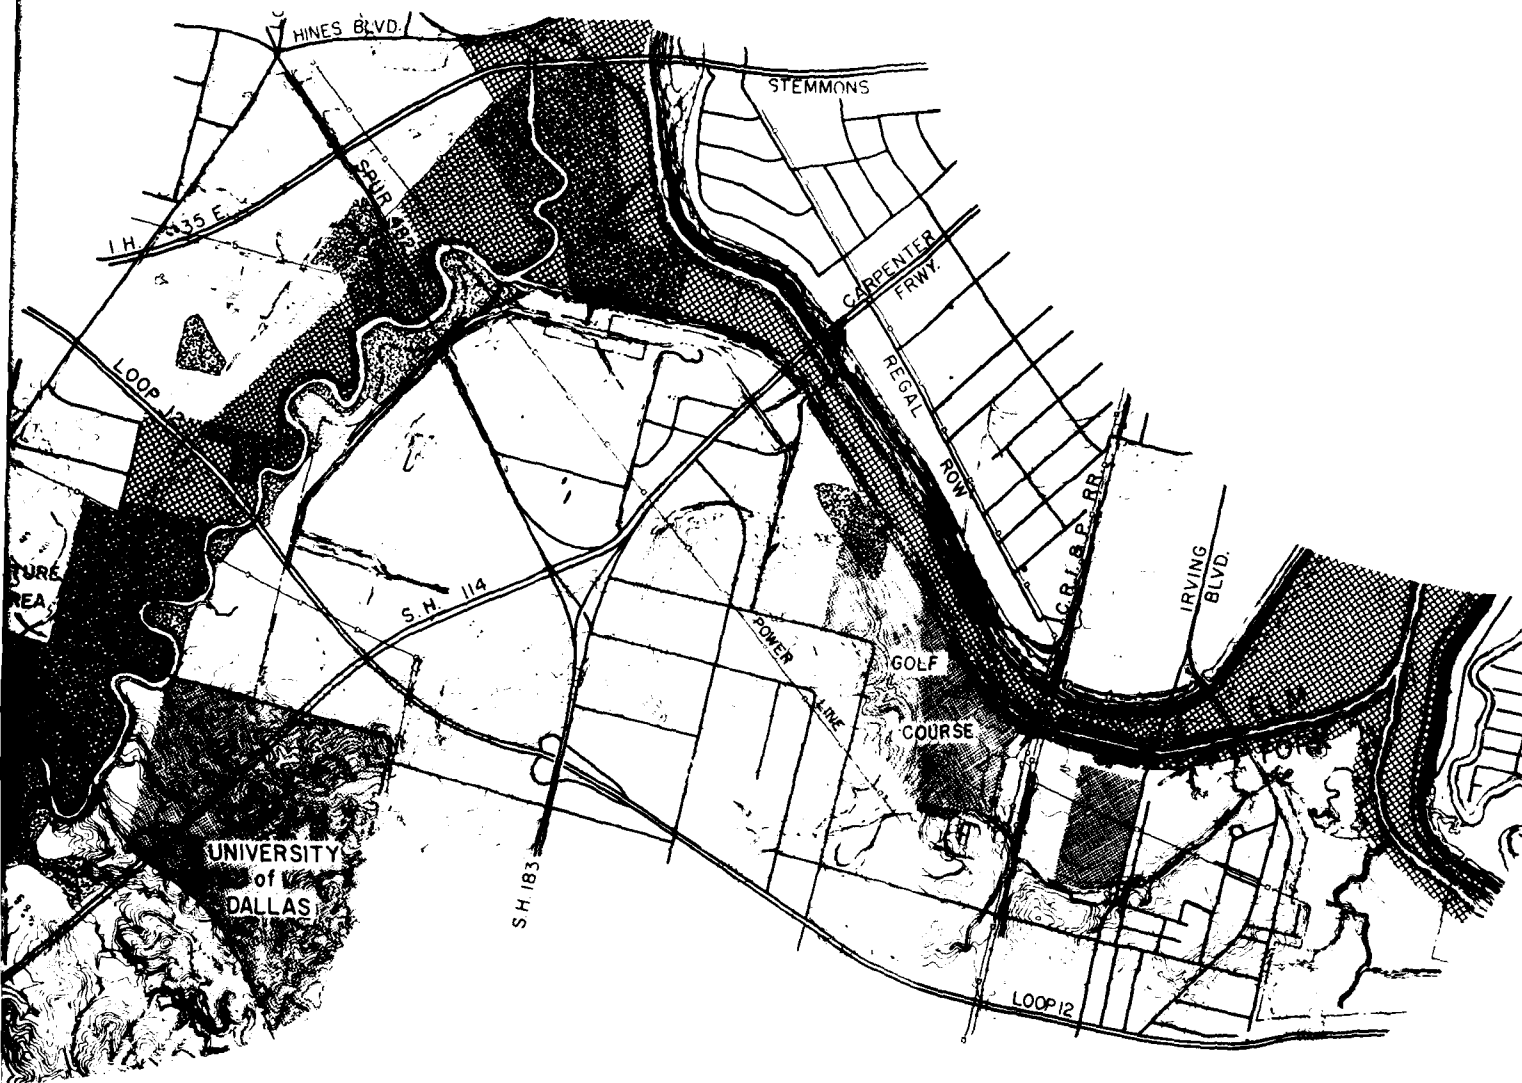 HINES BLVD.
STEMMONS
SPUR 482
I H. 35 E.
CARPENTER
FRWY.
LOOP 12
REGAL
ROW
C.R.I. & P. RR.
IRVING
BLVD.
S. H. 114
POWER
LINE
GOLF
COURSE
UNIVERSITY
of
DALLAS
S H 183
LOOP 12